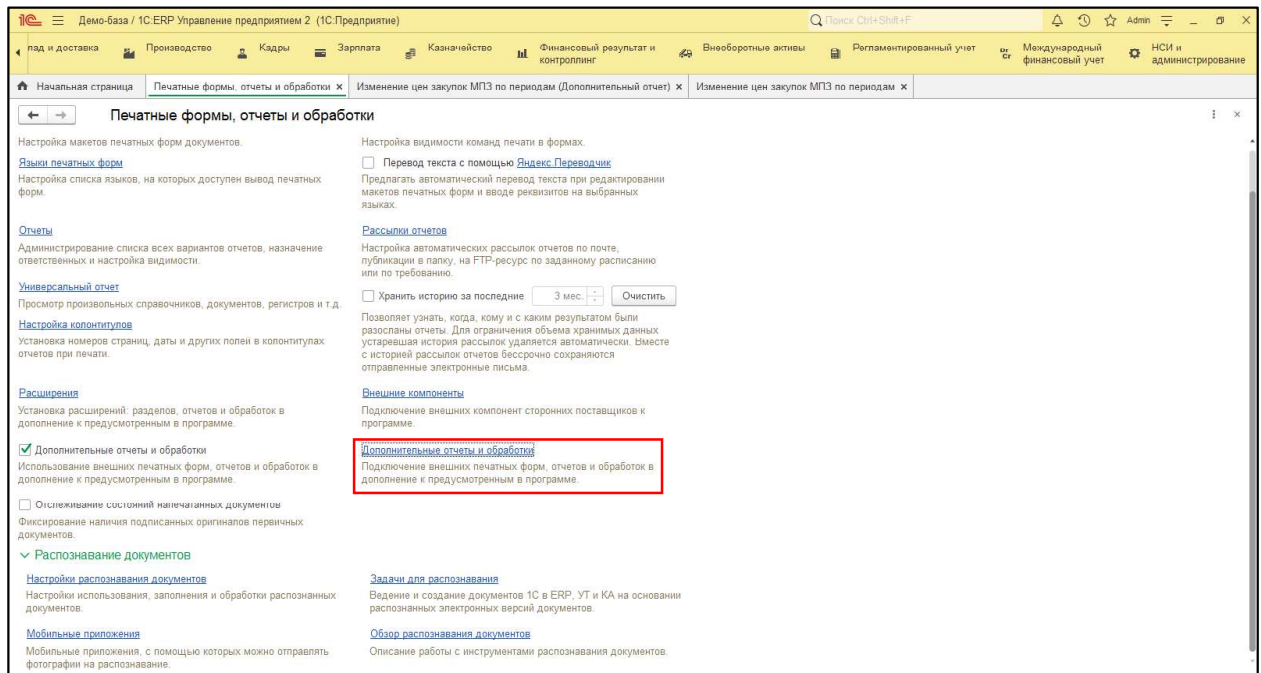 Демо-база / 1С:ERP Управление предприятием 2 (1С:Предприятие)
Поиск Ctrl+Shift+F
Admin
лад и доставка
Производство
Кадры
Зарплата
Казначейство
Финансовый результат и
контроллинг
Внеоборотные активы
Регламентированный учет
Международный
финансовый учет
НСИ и
администрирование
Начальная страница
Печатные формы, отчеты и обработки ×
Изменение цен закупок МПЗ по периодам (Дополнительный отчет) ×
Изменение цен закупок МПЗ по периодам ×
Печатные формы, отчеты и обработки
Настройка макетов печатных форм документов.
Настройка видимости команд печати в формах.
Языки печатных форм
Настройка списка языков, на которых доступен вывод печатных
форм.
Перевод текста с помощью Яндекс.Переводчик
Предлагать автоматический перевод текста при редактировании
макетов печатных форм и вводе реквизитов на выбранных
языках.
Отчеты
Администрирование списка всех вариантов отчетов, назначение
ответственных и настройка видимости.
Рассылки отчетов
Настройка автоматических рассылок отчетов по почте,
публикации в папку, на FTP-ресурс по заданному расписанию
или по требованию.
Универсальный отчет
Просмотр произвольных справочников, документов, регистров и т.д.
Хранить историю за последние 3 мес. Очистить
Позволяет узнать, когда, кому и с каким результатом были
разосланы отчеты. Для ограничения объема хранимых данных
устаревшая история рассылок удаляется автоматически. Вместе
с историей рассылок отчетов бессрочно сохраняются
отправленные электронные письма.
Настройка колонтитулов
Установка номеров страниц, даты и других полей в колонтитулах
отчетов при печати.
Расширения
Установка расширений: разделов, отчетов и обработок в
дополнение к предусмотренным в программе.
Внешние компоненты
Подключение внешних компонент сторонних поставщиков к
программе.
Дополнительные отчеты и обработки
Использование внешних печатных форм, отчетов и обработок в
дополнение к предусмотренным в программе.
Дополнительные отчеты и обработки
Подключение внешних печатных форм, отчетов и обработок в
дополнение к предусмотренным в программе.
Отслеживание состояний напечатанных документов
Фиксирование наличия подписанных оригиналов первичных
документов.
Распознавание документов
Настройки распознавания документов
Настройки использования, заполнения и обработки распознанных
документов.
Задачи для распознавания
Ведение и создание документов 1С в ERP, УТ и КА на основании
распознанных электронных версий документов.
Мобильные приложения
Мобильные приложения, с помощью которых можно отправлять
фотографии на распознавание.
Обзор распознавания документов
Описание работы с инструментами распознавания документов.